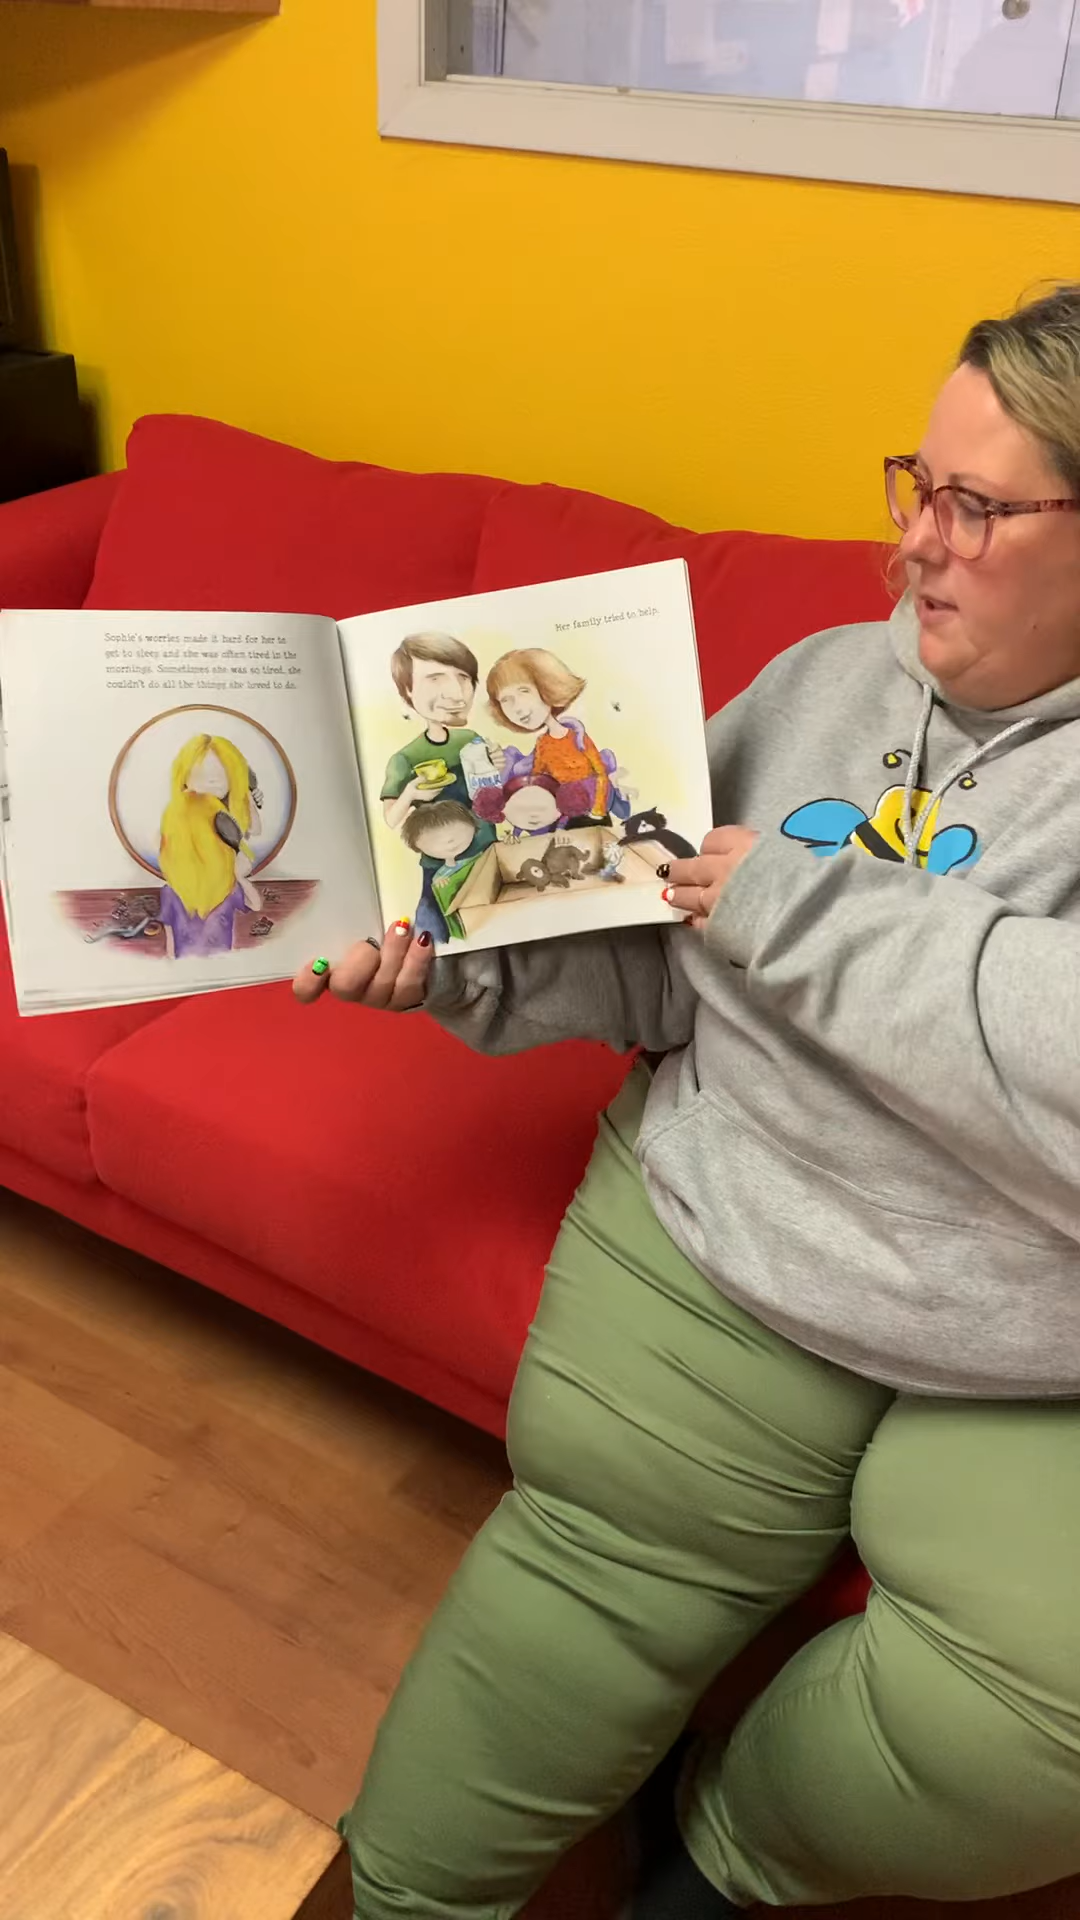 Sophie's worries made it hard for her to
get to sleep and she was often tired in the
mornings. Sometimes she was so tired, she
couldn't do all the things she loved to do.
Her family tried to help.
MILK